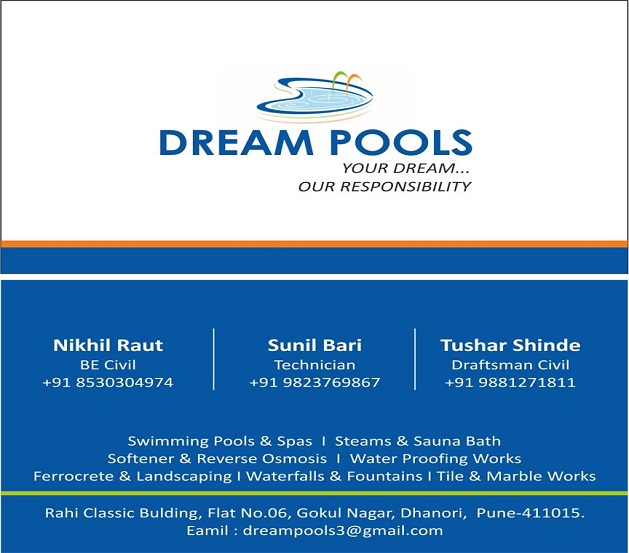 DREAM POOLS
YOUR DREAM...
OUR RESPONSIBILITY
Nikhil Raut
BE Civil
+91 8530304974
Sunil Bari
Technician
+91 9823769867
Tushar Shinde
Draftsman Civil
+91 9881271811
Swimming Pools & Spas I Steams & Sauna Bath
Softener & Reverse Osmosis I Water Proofing Works
Ferrocrete & Landscaping I Waterfalls & Fountains I Tile & Marble Works
Rahi Classic Bulding, Flat No.06, Gokul Nagar, Dhanori, Pune-411015.
Eamil : dreampools3@gmail.com